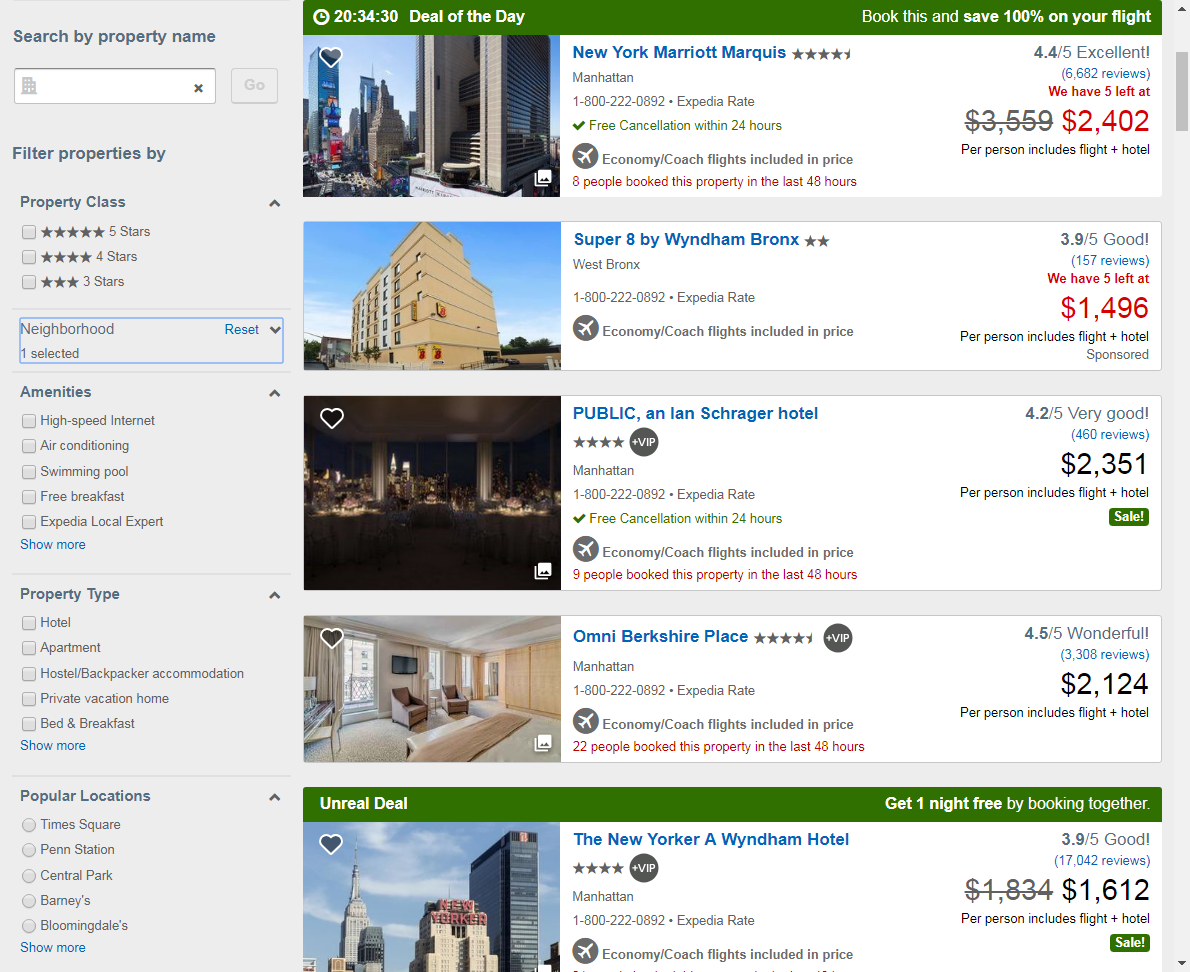 Search by property name
Go
Filter properties by
Property Class
5 Stars
4 Stars
3 Stars
Neighborhood
Reset
1 selected
Amenities
High-speed Internet
Air conditioning
Swimming pool
Free breakfast
Expedia Local Expert
Show more
Property Type
Hotel
Apartment
Hostel/Backpacker accommodation
Private vacation home
Bed & Breakfast
Show more
Popular Locations
Times Square
Penn Station
Central Park
Barney's
Bloomingdale's
Show more
20:34:30 Deal of the Day
Book this and save 100% on your flight
New York Marriott Marquis
Manhattan
1-800-222-0892 • Expedia Rate
Free Cancellation within 24 hours
Economy/Coach flights included in price
8 people booked this property in the last 48 hours
4.4/5 Excellent!
(6,682 reviews)
We have 5 left at
$3,559 $2,402
Per person includes flight + hotel
Super 8 by Wyndham Bronx
West Bronx
1-800-222-0892 • Expedia Rate
Economy/Coach flights included in price
3.9/5 Good!
(157 reviews)
We have 5 left at
$1,496
Per person includes flight + hotel
Sponsored
PUBLIC, an Ian Schrager hotel
+VIP
Manhattan
1-800-222-0892 • Expedia Rate
Free Cancellation within 24 hours
Economy/Coach flights included in price
9 people booked this property in the last 48 hours
4.2/5 Very good!
(460 reviews)
$2,351
Per person includes flight + hotel
Sale!
Omni Berkshire Place
+VIP
Manhattan
1-800-222-0892 • Expedia Rate
Economy/Coach flights included in price
22 people booked this property in the last 48 hours
4.5/5 Wonderful!
(3,308 reviews)
$2,124
Per person includes flight + hotel
Unreal Deal
Get 1 night free by booking together.
NEW YORKER
The New Yorker A Wyndham Hotel
+VIP
Manhattan
1-800-222-0892 • Expedia Rate
Economy/Coach flights included in price
3.9/5 Good!
(17,042 reviews)
$1,834 $1,612
Per person includes flight + hotel
Sale!